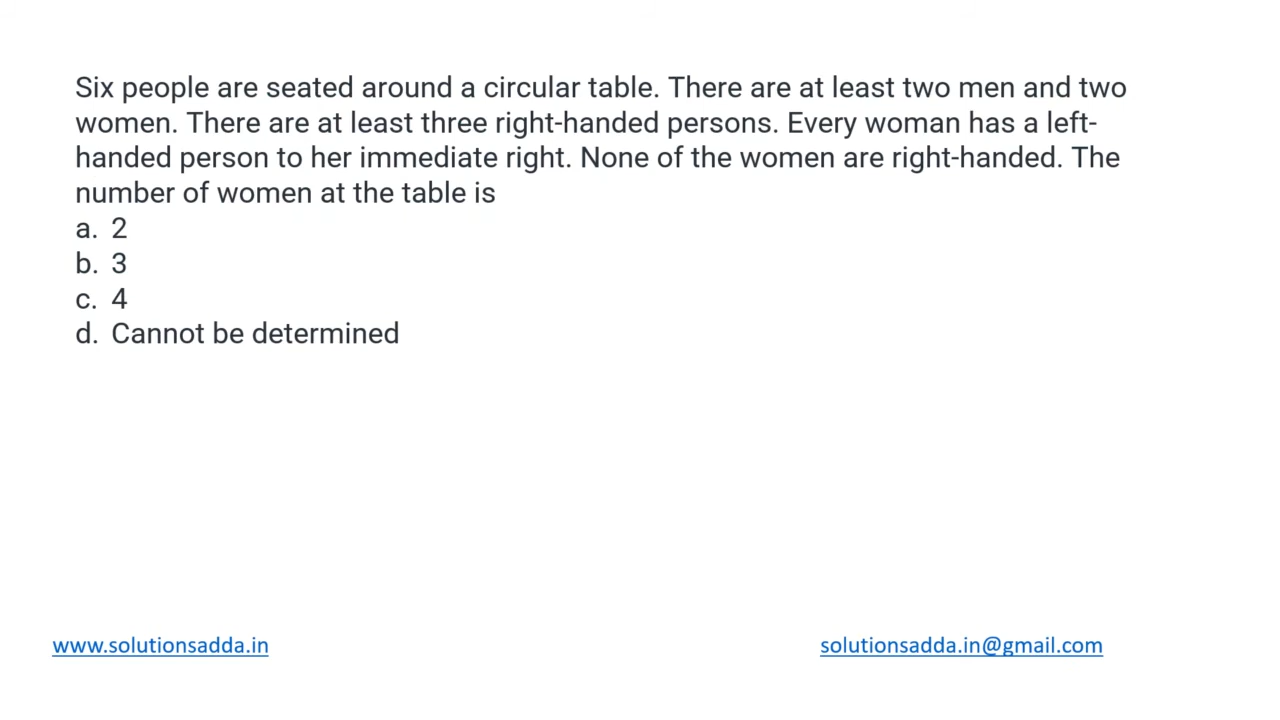 Six people are seated around a circular table. There are at least two men and two
women. There are at least three right-handed persons. Every woman has a left-
handed person to her immediate right. None of the women are right-handed. The
number of women at the table is
a. 2
b. 3
c. 4
d. Cannot be determined
www.solutionsadda.in
solutionsadda.in@gmail.com